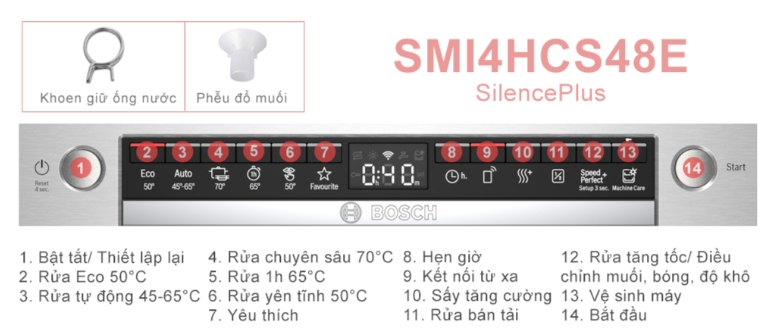 SMI4HCS48E
SilencePlus
Khoen giữ ống nước
Phễu đổ muối
1 2 3 4 5 6 7 8 9 10 11 12 13 14
Reset
4 sec.
Eco
50°
Auto
45°-65°
70°
1h
65°
50°
Favourite
0:40
h.
Speed +
Perfect
Setup 3 sec.
Machine Care
Start
BOSCH
1. Bật tắt/ Thiết lập lại
2. Rửa Eco 50°C
3. Rửa tự động 45-65°C
4. Rửa chuyên sâu 70°C
5. Rửa 1h 65°C
6. Rửa yên tĩnh 50°C
7. Yêu thích
8. Hẹn giờ
9. Kết nối từ xa
10. Sấy tăng cường
11. Rửa bán tải
12. Rửa tăng tốc/ Điều
chỉnh muối, bóng, độ khô
13. Vệ sinh máy
14. Bắt đầu